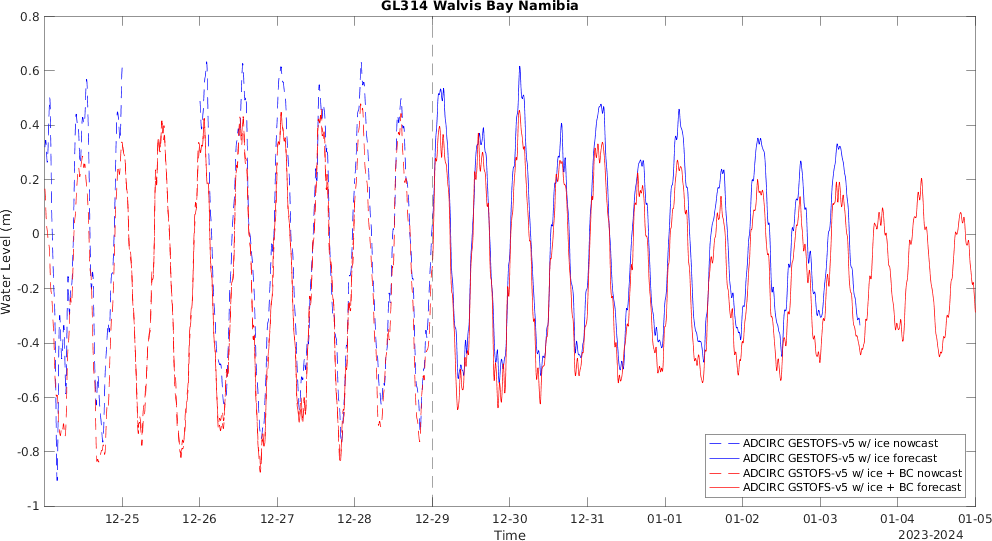 GL314 Walvis Bay Namibia
0.8
0.6
0.4
0.2
0
-0.2
-0.4
-0.6
-0.8
-1
Water Level (m)
ADCIRC GESTOFS-v5 w/ ice nowcast
ADCIRC GESTOFS-v5 w/ ice forecast
ADCIRC GSTOFS-v5 w/ ice + BC nowcast
ADCIRC GSTOFS-v5 w/ ice + BC forecast
12-25 12-26 12-27 12-28 12-29 12-30 12-31 01-01 01-02 01-03 01-04 01-05
Time
2023-2024